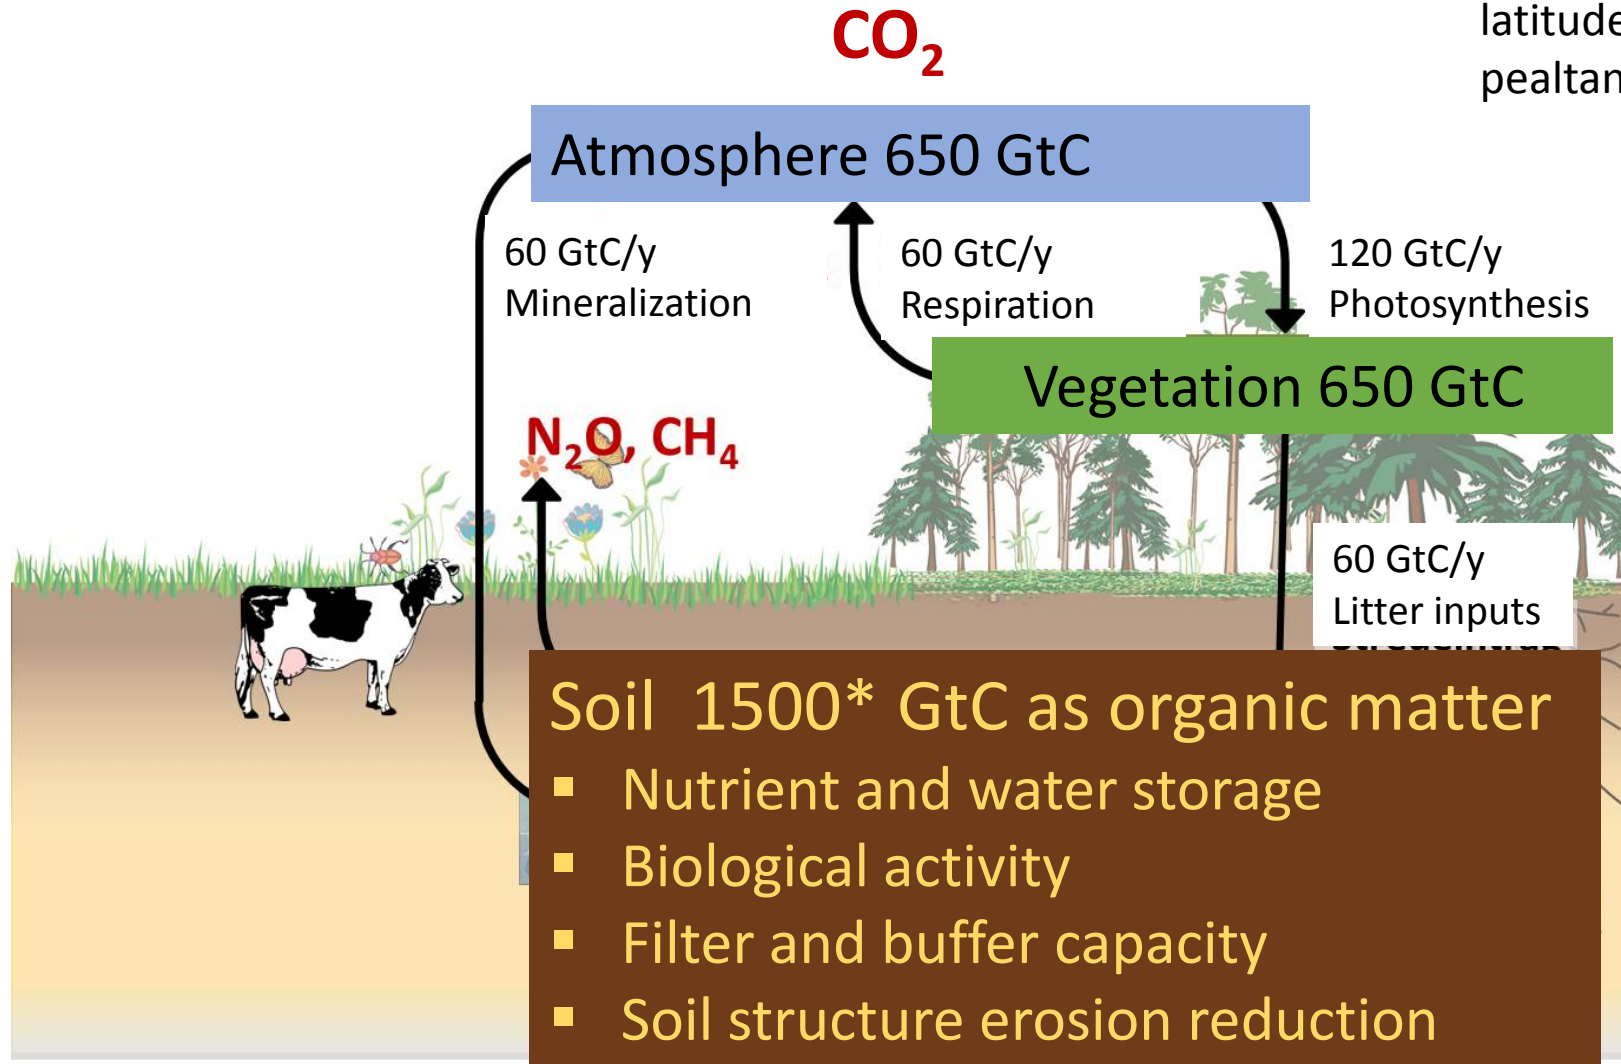 CO₂
latitude
pealtan
Atmosphere 650 GtC
60 GtC/y
Mineralization
60 GtC/y
Respiration
120 GtC/y
Photosynthesis
Vegetation 650 GtC
N₂O, CH₄
60 GtC/y
Litter inputs
Soil 1500* GtC as organic matter
▪ Nutrient and water storage
▪ Biological activity
▪ Filter and buffer capacity
▪ Soil structure erosion reduction